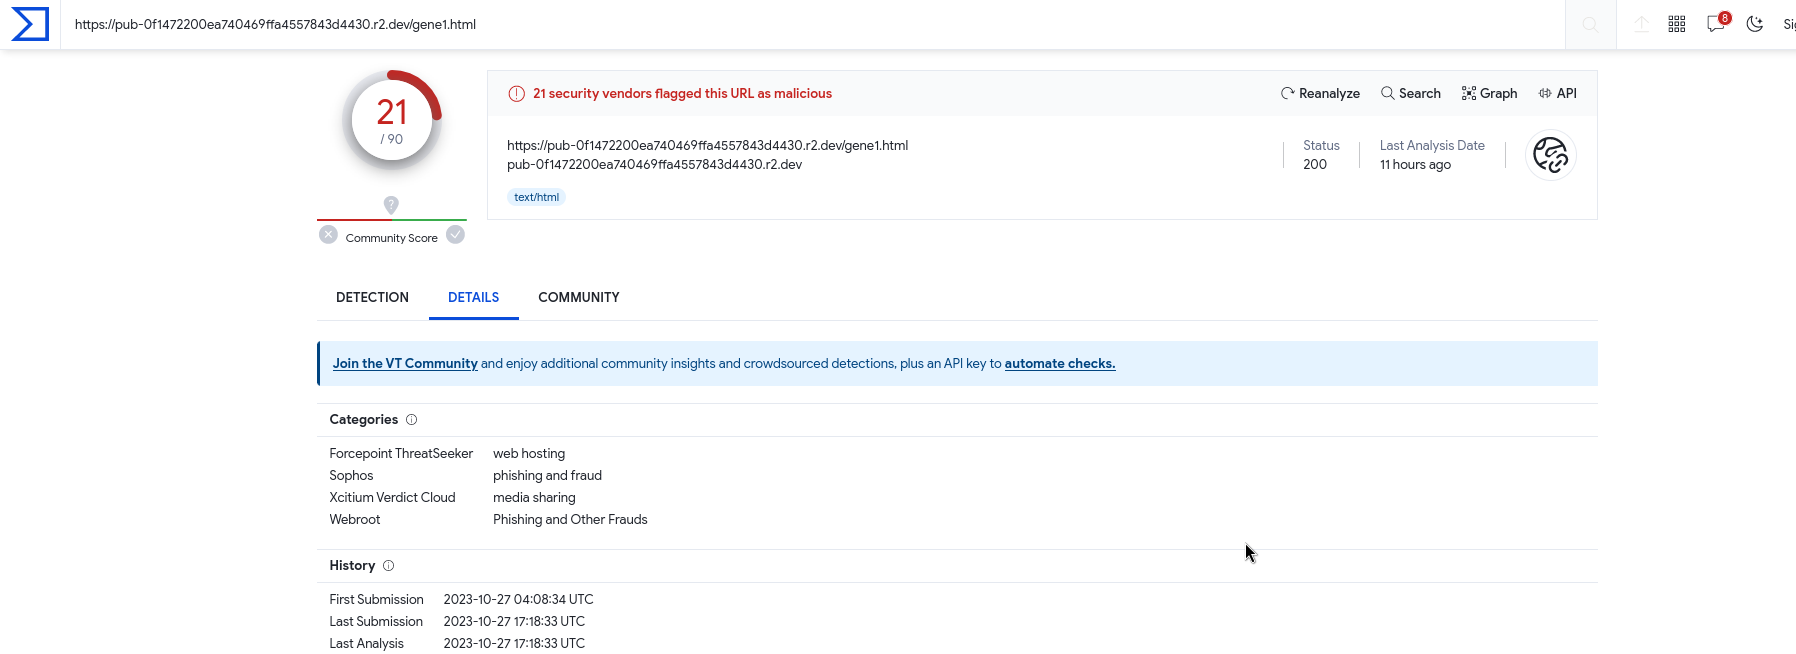 https://pub-0f1472200ea740469ffa4557843d4430.r2.dev/gene1.html
8
Sig
21
/ 90
?
Community Score
21 security vendors flagged this URL as malicious
Reanalyze
Search
Graph
API
https://pub-0f1472200ea740469ffa4557843d4430.r2.dev/gene1.html
pub-0f1472200ea740469ffa4557843d4430.r2.dev
text/html
Status
200
Last Analysis Date
11 hours ago
DETECTION DETAILS COMMUNITY
Join the VT Community and enjoy additional community insights and crowdsourced detections, plus an API key to automate checks.
Categories
Forcepoint ThreatSeeker web hosting
Sophos phishing and fraud
Xcitium Verdict Cloud media sharing
Webroot Phishing and Other Frauds
History
First Submission 2023-10-27 04:08:34 UTC
Last Submission 2023-10-27 17:18:33 UTC
Last Analysis 2023-10-27 17:18:33 UTC